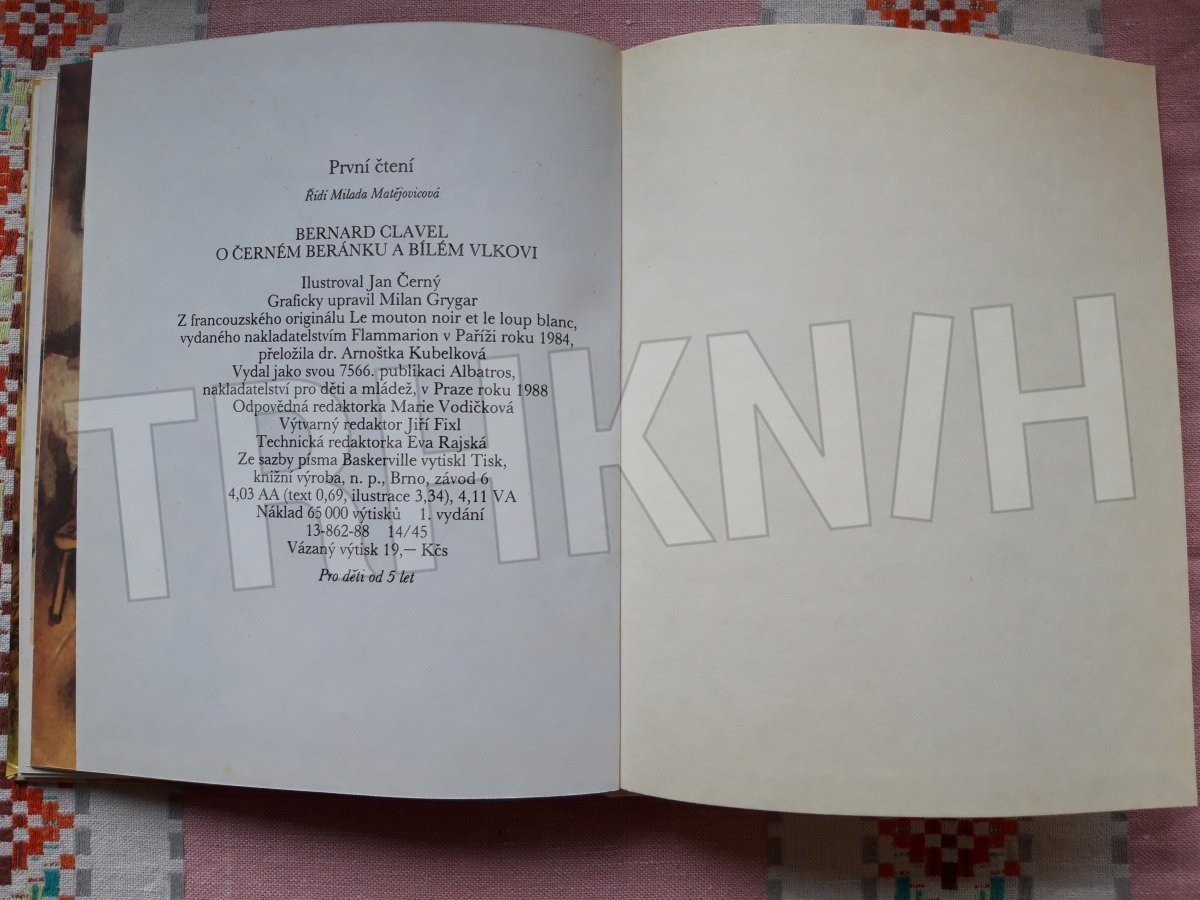 První čtení
Řídí Milada Matějovicová
BERNARD CLAVEL
O ČERNÉM BERÁNKU A BÍLÉM VLKOVI
Ilustroval Jan Černý
Graficky upravil Milan Grygar
Z francouzského originálu Le mouton noir et le loup blanc,
vydaného nakladatelstvím Flammarion v Paříži roku 1984,
přeložila dr. Arnoštka Kubelková
Vydal jako svou 7566. publikaci Albatros,
nakladatelství pro děti a mládež, v Praze roku 1988
Odpovědná redaktorka Marie Vodičková
Výtvarný redaktor Jiří Fixl
Technická redaktorka Eva Rajská
Ze sazby písma Baskerville vytiskl Tisk,
knižní výroba, n. p., Brno, závod 6
4,03 AA (text 0,69, ilustrace 3,34), 4,11 VA
Náklad 65 000 výtisků 1. vydání
13-862-88 14/45
Vázaný výtisk 19,— Kčs
Pro děti od 5 let
TRHKNIH